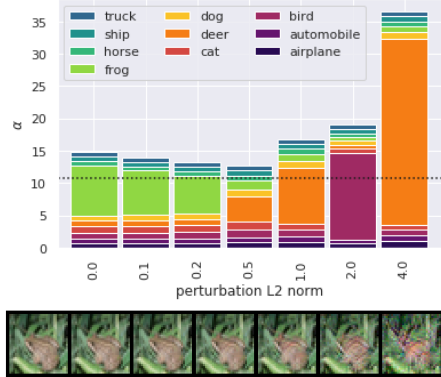 35
30
25
20
15
10
5
0
α
truck
ship
horse
frog
dog
deer
cat
bird
automobile
airplane
0.0
0.1
0.2
0.5
1.0
2.0
4.0
perturbation L2 norm